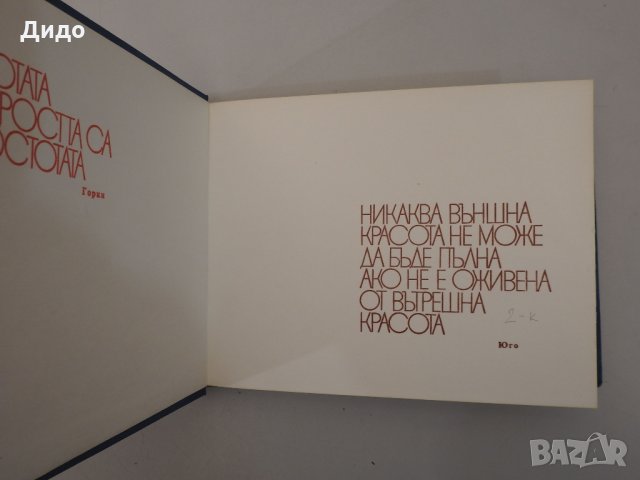 Дидо
ОТАТА
РОСТТА СА
ОСТОТАТА
Горки
НИКАКВА ВЪНШНА
КРАСОТА НЕ МОЖЕ
ДА БЪДЕ ПЪЛНА
АКО НЕ Е ОЖИВЕНА
ОТ ВЪТРЕШНА
КРАСОТА
2-к
Юго
BAZAR